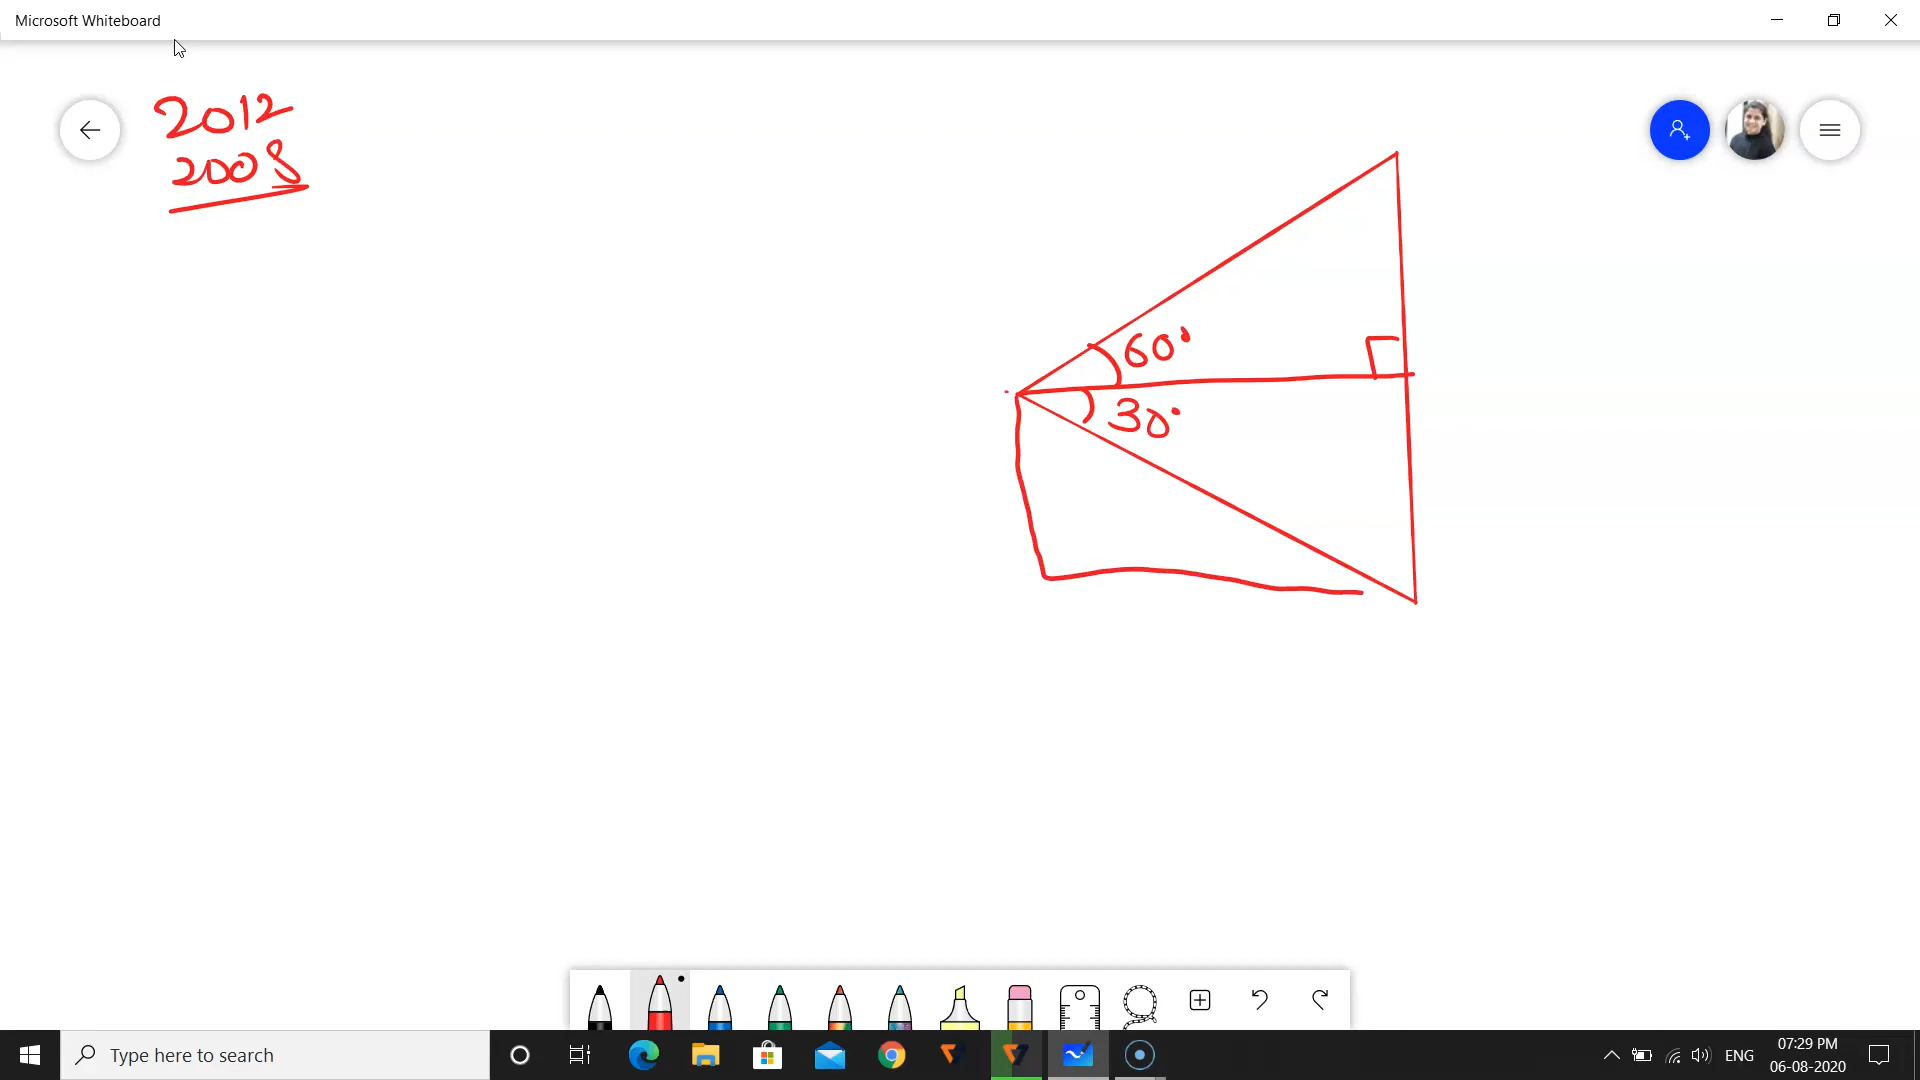 Microsoft Whiteboard
2012
2008
60°
30°
Type here to search
ENG
07:29 PM
06-08-2020